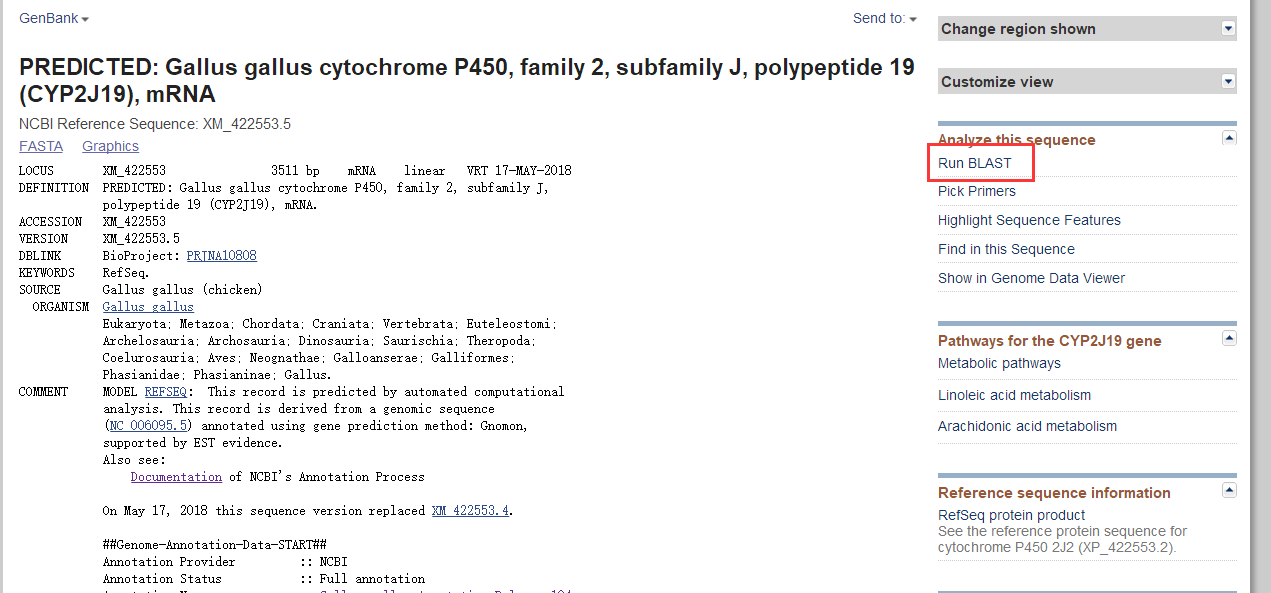 GenBank
Send to:
PREDICTED: Gallus gallus cytochrome P450, family 2, subfamily J, polypeptide 19
(CYP2J19), mRNA
NCBI Reference Sequence: XM_422553.5
FASTA Graphics
LOCUS XM_422553 3511 bp mRNA linear VRT 17-MAY-2018
DEFINITION PREDICTED: Gallus gallus cytochrome P450, family 2, subfamily J,
polypeptide 19 (CYP2J19), mRNA.
ACCESSION XM_422553
VERSION XM_422553.5
DBLINK BioProject: PRJNA10808
KEYWORDS RefSeq.
SOURCE Gallus gallus (chicken)
ORGANISM Gallus gallus
Eukaryota; Metazoa; Chordata; Craniata; Vertebrata; Euteleostomi;
Archelosauria; Archosauria; Dinosauria; Saurischia; Theropoda;
Coelurosauria; Aves; Neognathae; Galloanserae; Galliformes;
Phasianidae; Phasianinae; Gallus.
COMMENT MODEL REFSEQ: This record is predicted by automated computational
analysis. This record is derived from a genomic sequence
(NC_006095.5) annotated using gene prediction method: Gnomon,
supported by EST evidence.
Also see:
Documentation of NCBI's Annotation Process
On May 17, 2018 this sequence version replaced XM_422553.4.
##Genome-Annotation-Data-START##
Annotation Provider :: NCBI
Annotation Status :: Full annotation
Change region shown
Customize view
Analyze this sequence
Run BLAST
Pick Primers
Highlight Sequence Features
Find in this Sequence
Show in Genome Data Viewer
Pathways for the CYP2J19 gene
Metabolic pathways
Linoleic acid metabolism
Arachidonic acid metabolism
Reference sequence information
RefSeq protein product
See the reference protein sequence for
cytochrome P450 2J2 (XP_422553.2).